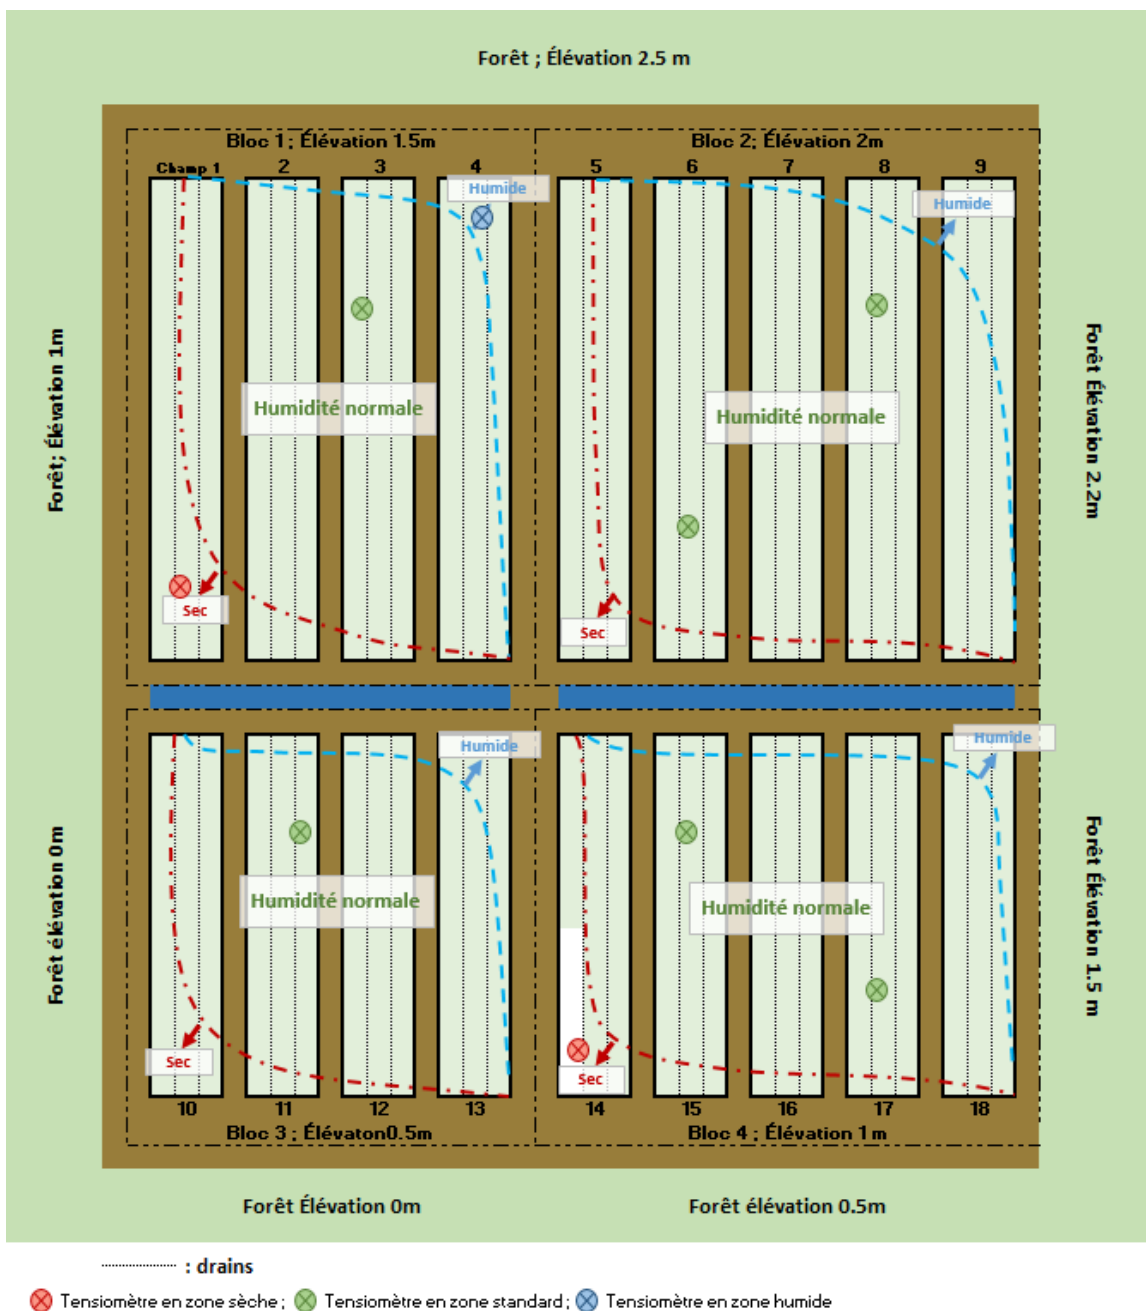 Forêt ; Élévation 2.5 m
Bloc 1; Élévation 1.5m
Bloc 2; Élévation 2m
Champ 1 2 3 4 5 6 7 8 9
Humide
Humide
Forêt; Élévation 1m
Forêt Élévation 2.2m
Humidité normale
Humidité normale
Sec
Sec
Humide
Humide
Forêt élévation 0m
Forêt Élévation 1.5 m
Humidité normale
Humidité normale
Sec
Sec
10 11 12 13 14 15 16 17 18
Bloc 3 ; Élévaton0.5m
Bloc 4 ; Élévation 1 m
Forêt Élévation 0m
Forêt élévation 0.5m
: drains
Tensiomètre en zone sèche ; Tensiomètre en zone standard ; Tensiomètre en zone humide